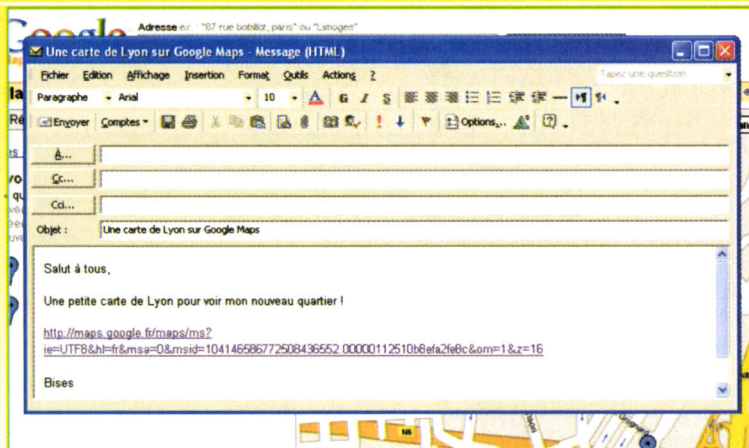 Google
Adresse ex : "87 rue bobillot, paris" ou "Limoges"
Une carte de Lyon sur Google Maps - Message (HTML)
Fichier Edition Affichage Insertion Format Outils Actions ?
Tapez une question
Paragraphe Arial 10 A G I S
Envoyer Comptes Options...
À...
Cc...
Cci...
Objet : Une carte de Lyon sur Google Maps
Salut à tous,
Une petite carte de Lyon pour voir mon nouveau quartier !
http://maps.google.fr/maps/ms?
ie=UTF8&hl=fr&msa=0&msid=104146586772508436552.00000112510b8efa2fe8c&om=1&z=16
Bises
N6